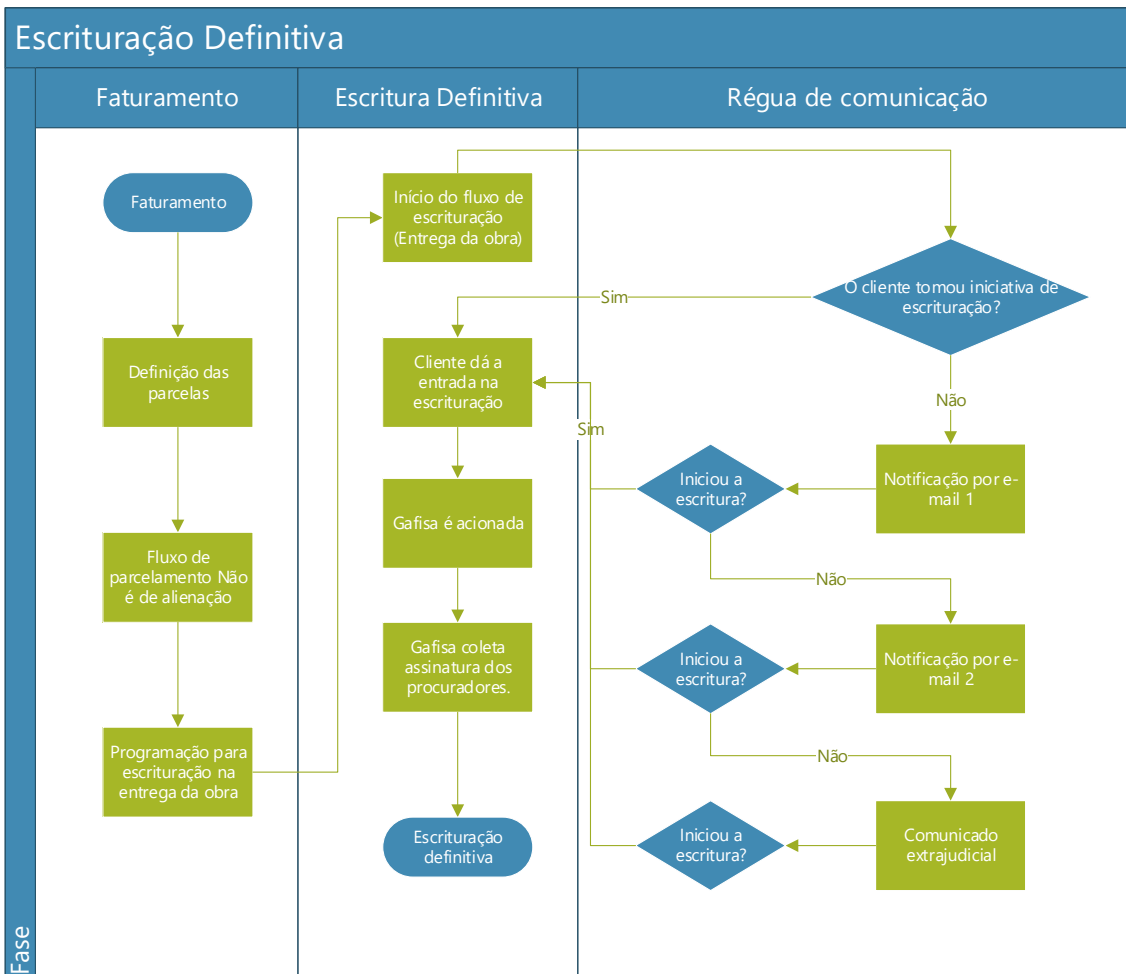 Escrituração Definitiva
Faturamento
Escritura Definitiva
Régua de comunicação
Fase
Faturamento
Definição das
parcelas
Fluxo de
parcelamento Não
é de alienação
Programação para
escrituração na
entrega da obra
Início do fluxo de
escrituração
(Entrega da obra)
Cliente dá a
entrada na
escrituração
Gafisa é acionada
Gafisa coleta
assinatura dos
procuradores.
Escrituração
definitiva
O cliente tomou iniciativa de
escrituração?
Sim
Não
Notificação por e-
mail 1
Iniciou a
escritura?
Sim
Não
Notificação por e-
mail 2
Iniciou a
escritura?
Não
Comunicado
extrajudicial
Iniciou a
escritura?